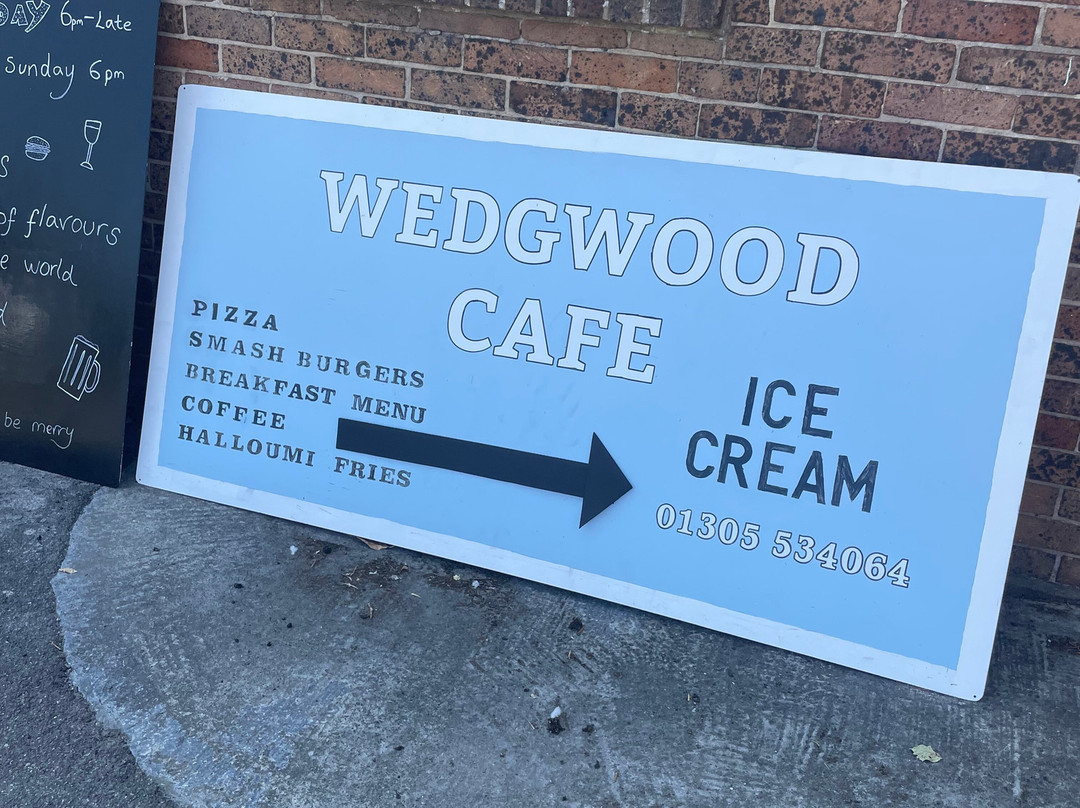 6pm-Late
sunday 6pm
of flavours
world
be merry
WEDGWOOD
CAFE
PIZZA
SMASH BURGERS
BREAKFAST MENU
COFFEE
HALLOUMI FRIES
ICE
CREAM
01305 534064